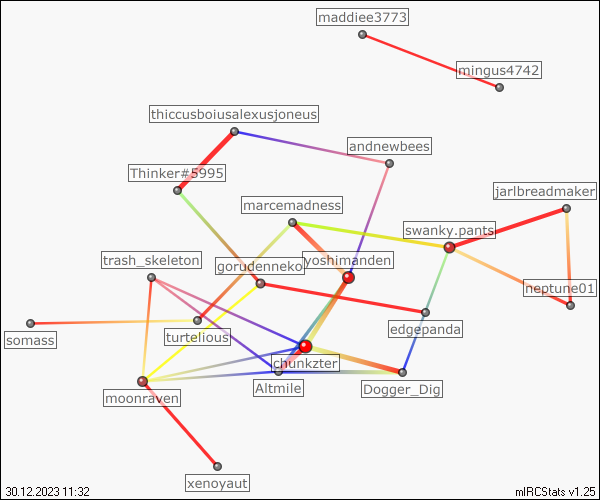 maddiee3773
mingus4742
thiccusboiusalexusjoneus
andnewbees
Thinker#5995
jarlbreadmaker
marcemadness
swanky.pants
trash_skeleton
gorudenneko
yoshimanden
neptune01
edgepanda
turtelious
somass
chunkzter
Altmile
Dogger_Dig
moonraven
xenoyaut
30.12.2023 11:32
mIRCStats v1.25